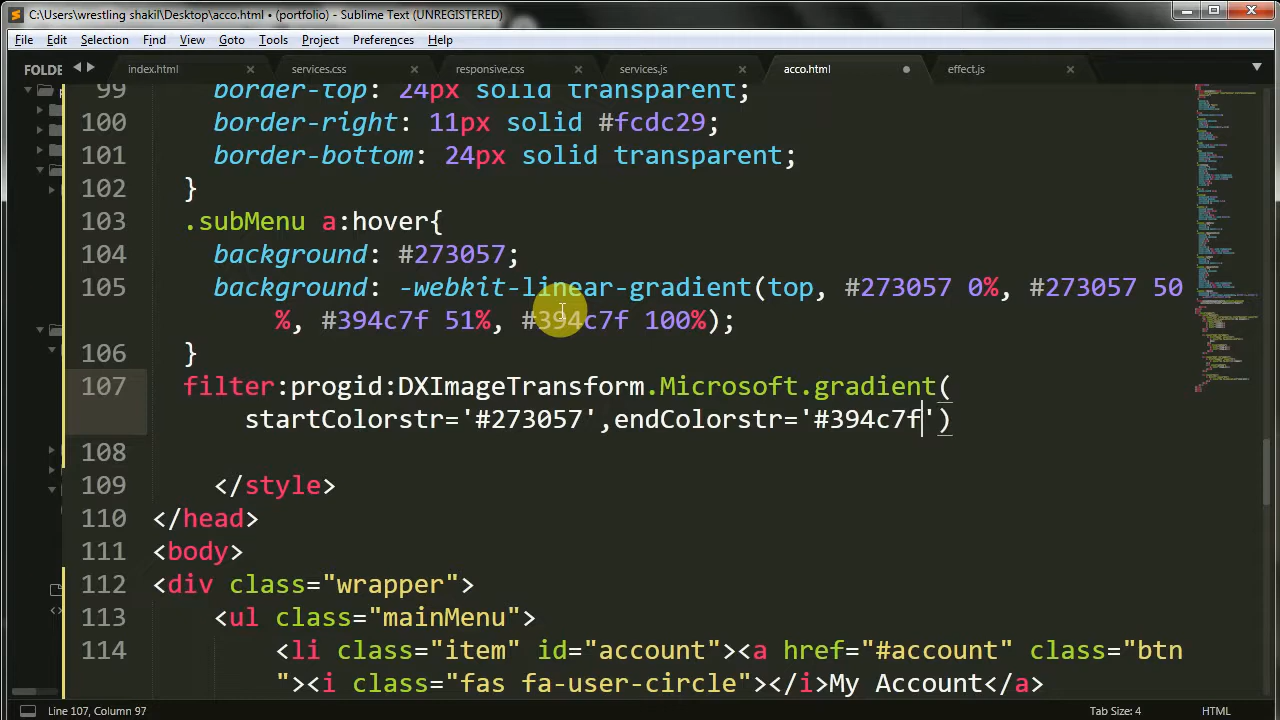 C:\Users\wrestling shakil\Desktop\acco.html • (portfolio) - Sublime Text (UNREGISTERED)
File Edit Selection Find View Goto Tools Project Preferences Help
FOLDE index.html services.css responsive.css services.js acco.html effect.js
99 border-top: 24px solid transparent;
100 border-right: 11px solid #fcdc29;
101 border-bottom: 24px solid transparent;
102 }
103 .subMenu a:hover{
104 background: #273057;
105 background: -webkit-linear-gradient(top, #273057 0%, #273057 50
%, #394c7f 51%, #394c7f 100%);
106 }
107 filter:progid:DXImageTransform.Microsoft.gradient(
startColorstr='#273057',endColorstr='#394c7f')
108
109 </style>
110 </head>
111 <body>
112 <div class="wrapper">
113 <ul class="mainMenu">
114 <li class="item" id="account"><a href="#account" class="btn
"><i class="fas fa-user-circle"></i>My Account</a>
Line 107, Column 97 Tab Size: 4 HTML